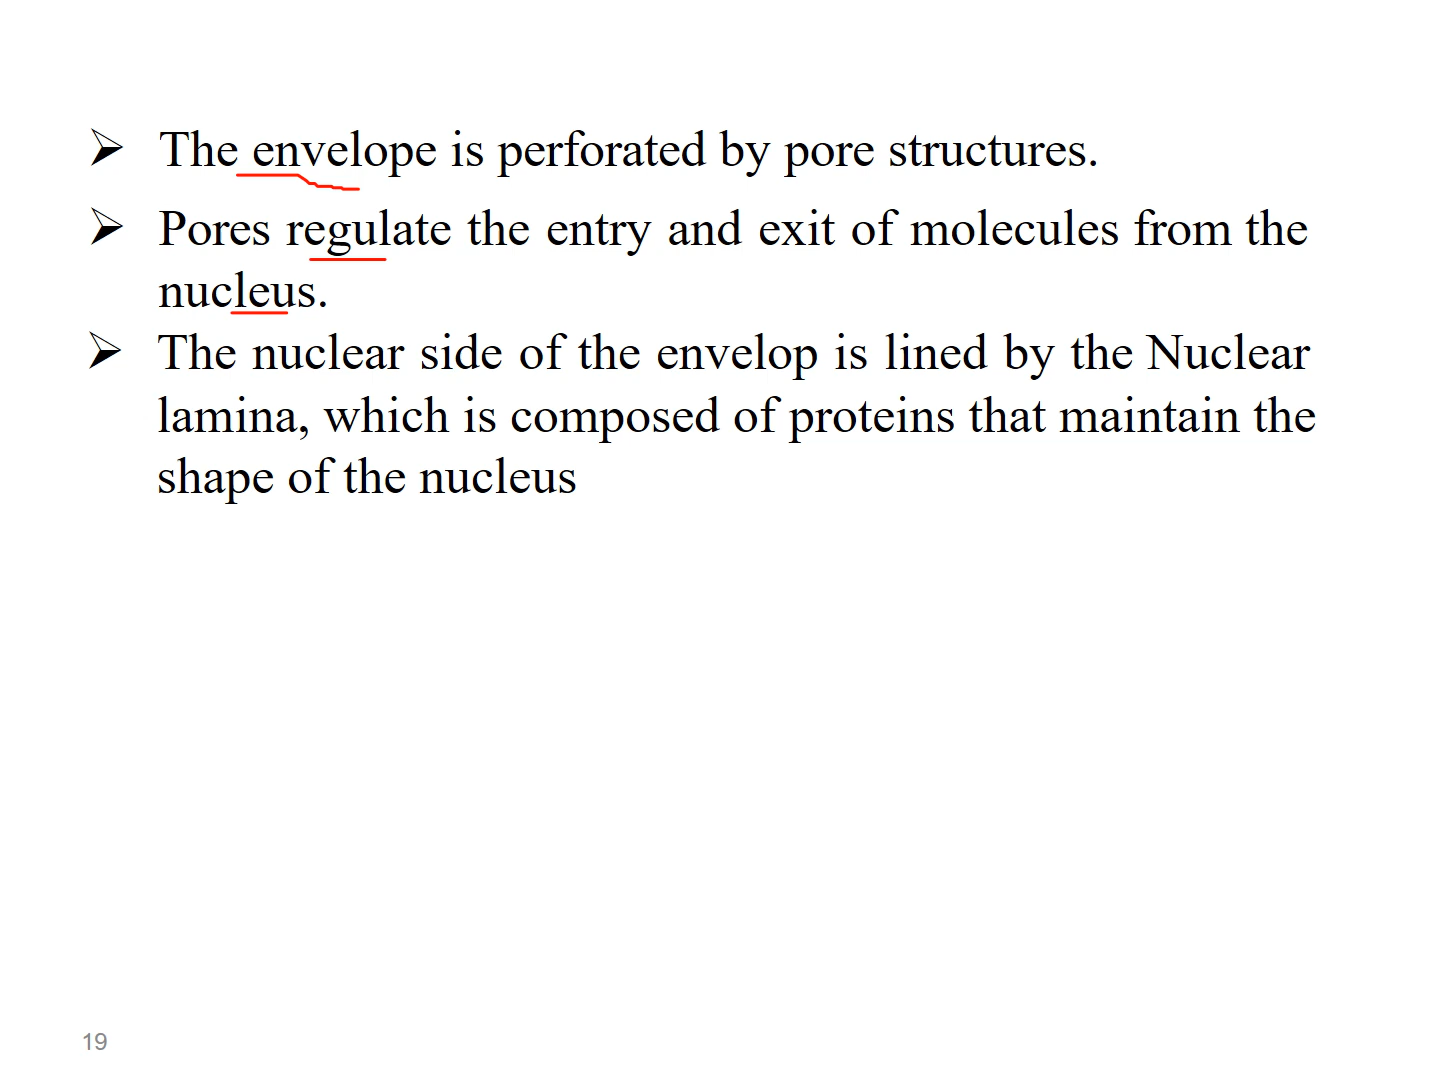 ➢ The envelope is perforated by pore structures.
➢ Pores regulate the entry and exit of molecules from the
nucleus.
➢ The nuclear side of the envelop is lined by the Nuclear
lamina, which is composed of proteins that maintain the
shape of the nucleus
19